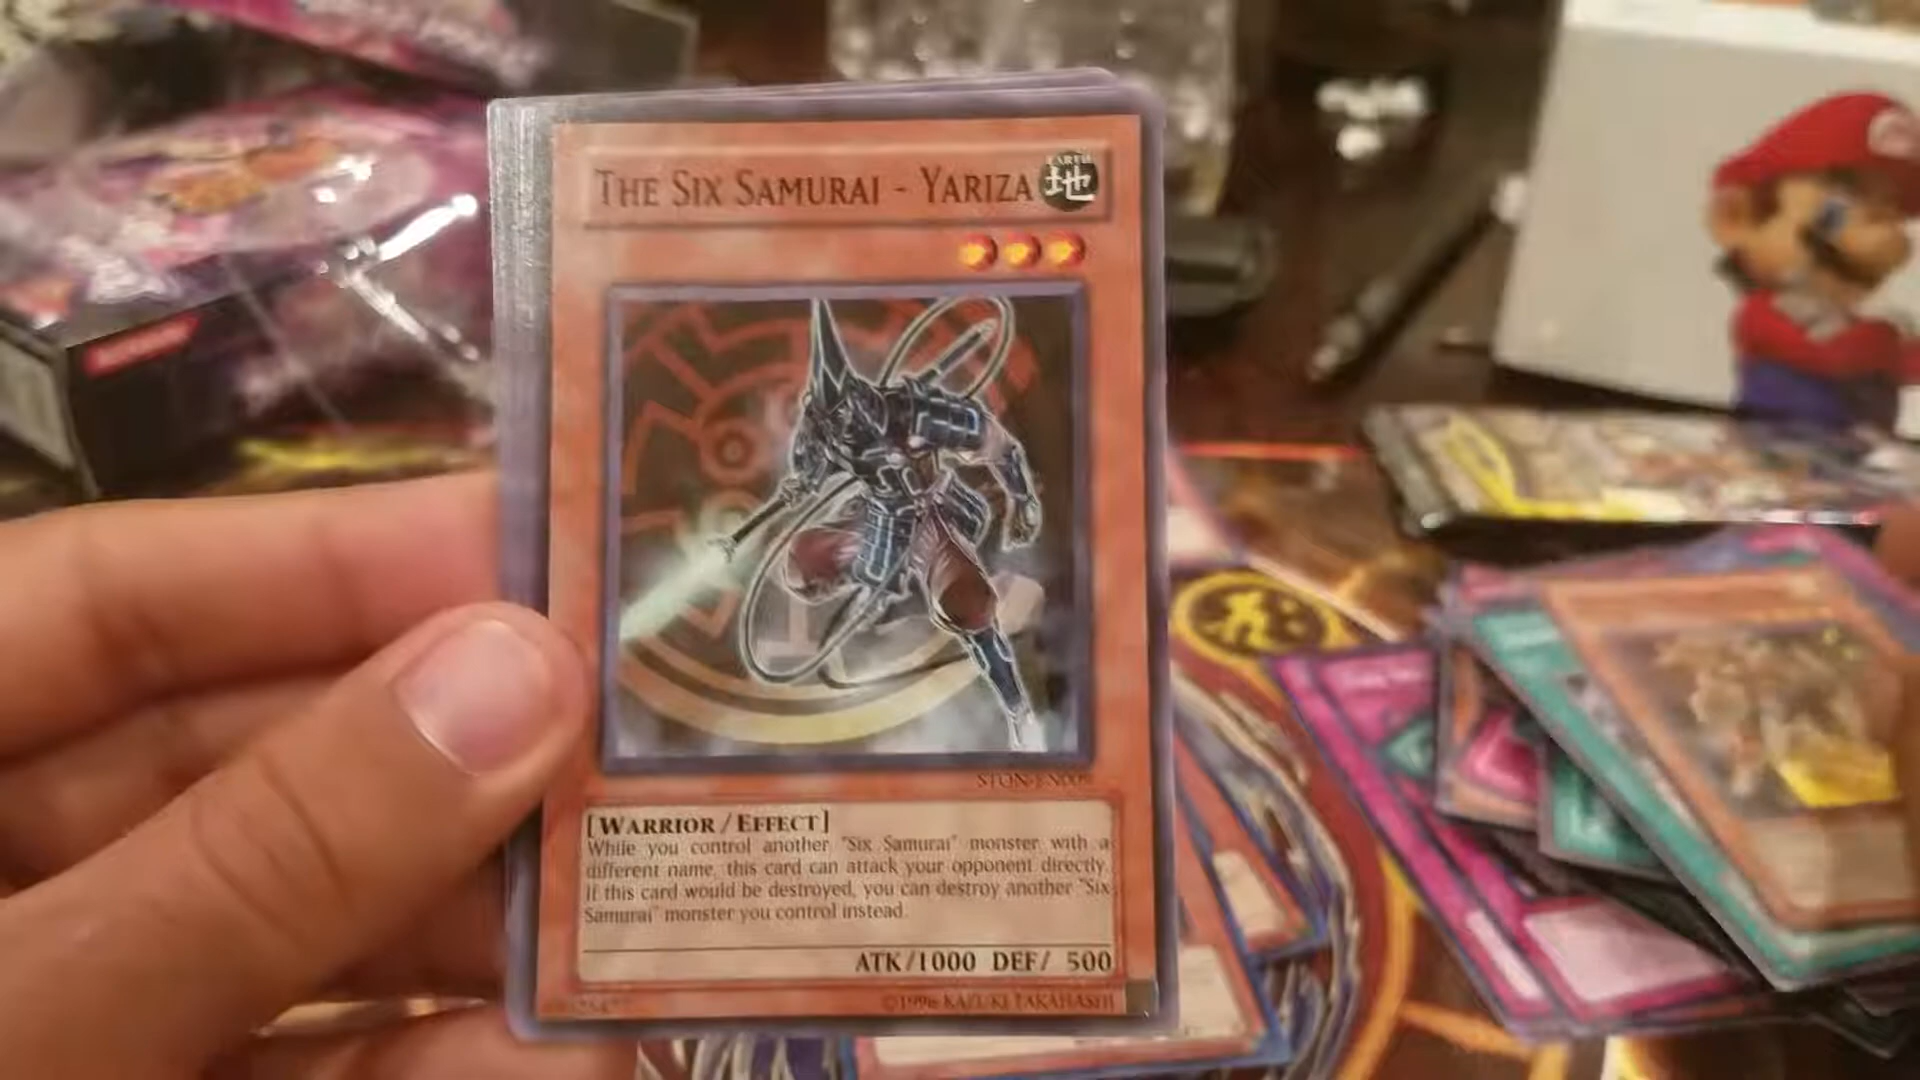 THE SIX SAMURAI - YARIZA
EARTH
地
STON-EN009
[WARRIOR / EFFECT]
While you control another "Six Samurai" monster with a
different name, this card can attack your opponent directly.
If this card would be destroyed, you can destroy another "Six
Samurai" monster you control instead.
ATK/1000 DEF/ 500
©1996 KAZUKI TAKAHASHI